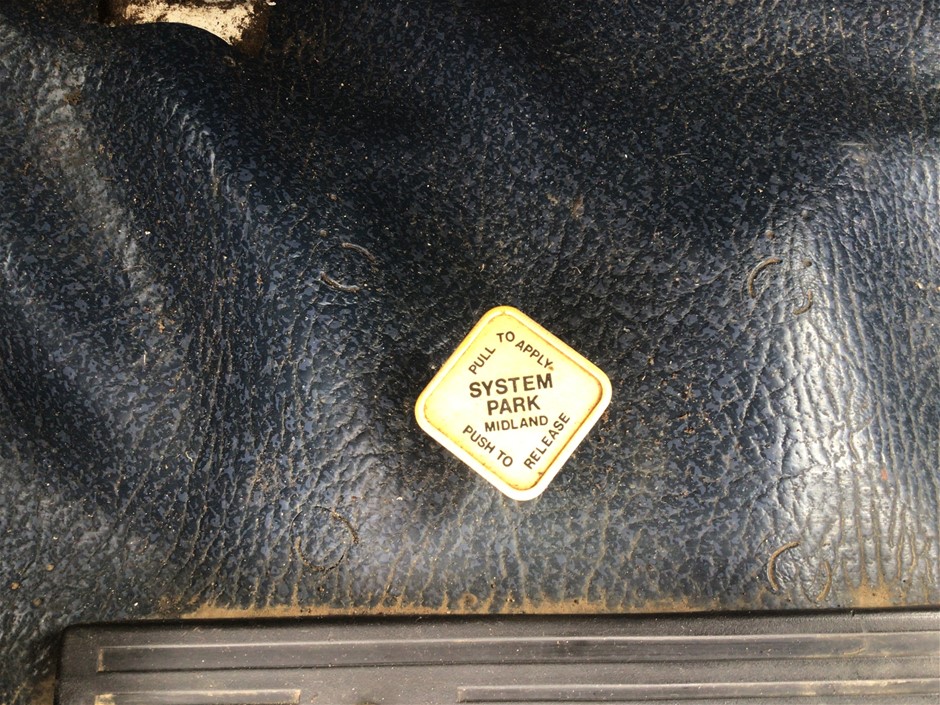 PULL TO APPLY
SYSTEM
PARK
MIDLAND
PUSH TO RELEASE